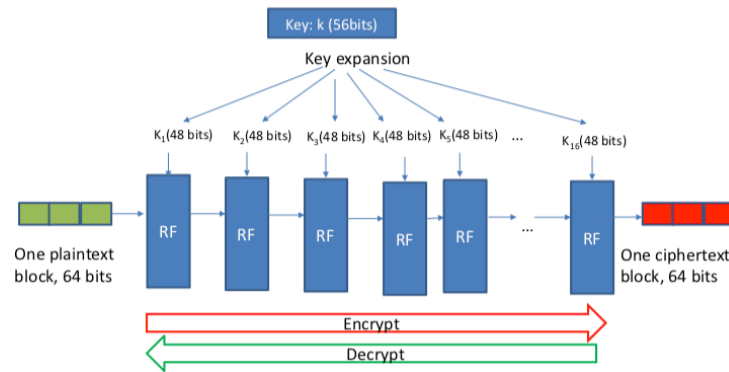 Key: k (56bits)
Key expansion
K₁(48 bits) K₂(48 bits) K₃(48 bits) K₄(48 bits) K₅(48 bits) ... K₁₆(48 bits)
RF RF RF RF RF ... RF
One plaintext
block, 64 bits
One ciphertext
block, 64 bits
Encrypt
Decrypt